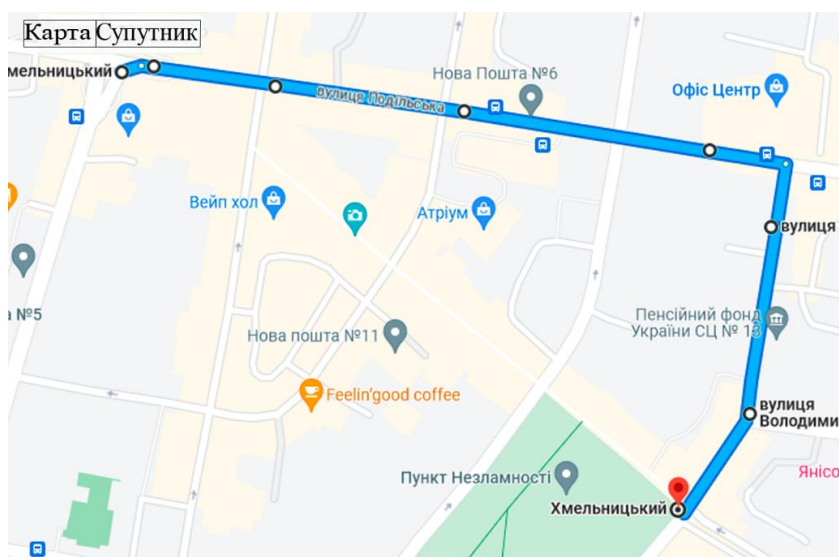 Карта Супутник
мельницький
Нова Пошта №6
вулиця Подільська
Офіс Центр
Вейп хол
Атріум
вулиця
№5
Пенсійний фонд
України СЦ № 13
Нова пошта №11
Feelin'good coffee
вулиця
Володими
Пункт Незламності
Янісо
Хмельницький